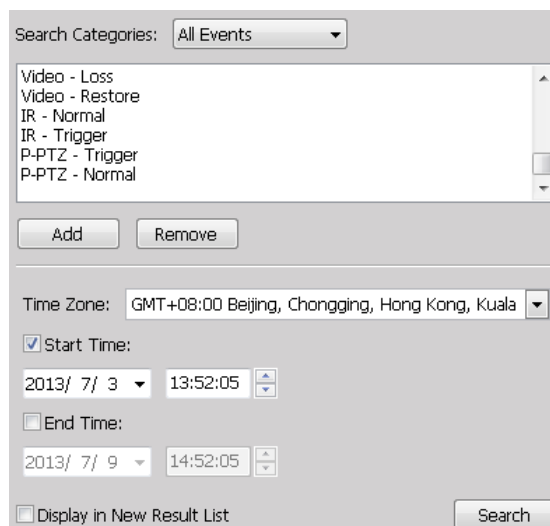 Search Categories: All Events
Video - Loss
Video - Restore
IR - Normal
IR - Trigger
P-PTZ - Trigger
P-PTZ - Normal
Add Remove
Time Zone: GMT+08:00 Beijing, Chongging, Hong Kong, Kuala
Start Time:
2013/ 7/ 3 13:52:05
End Time:
2013/ 7/ 9 14:52:05
Display in New Result List Search